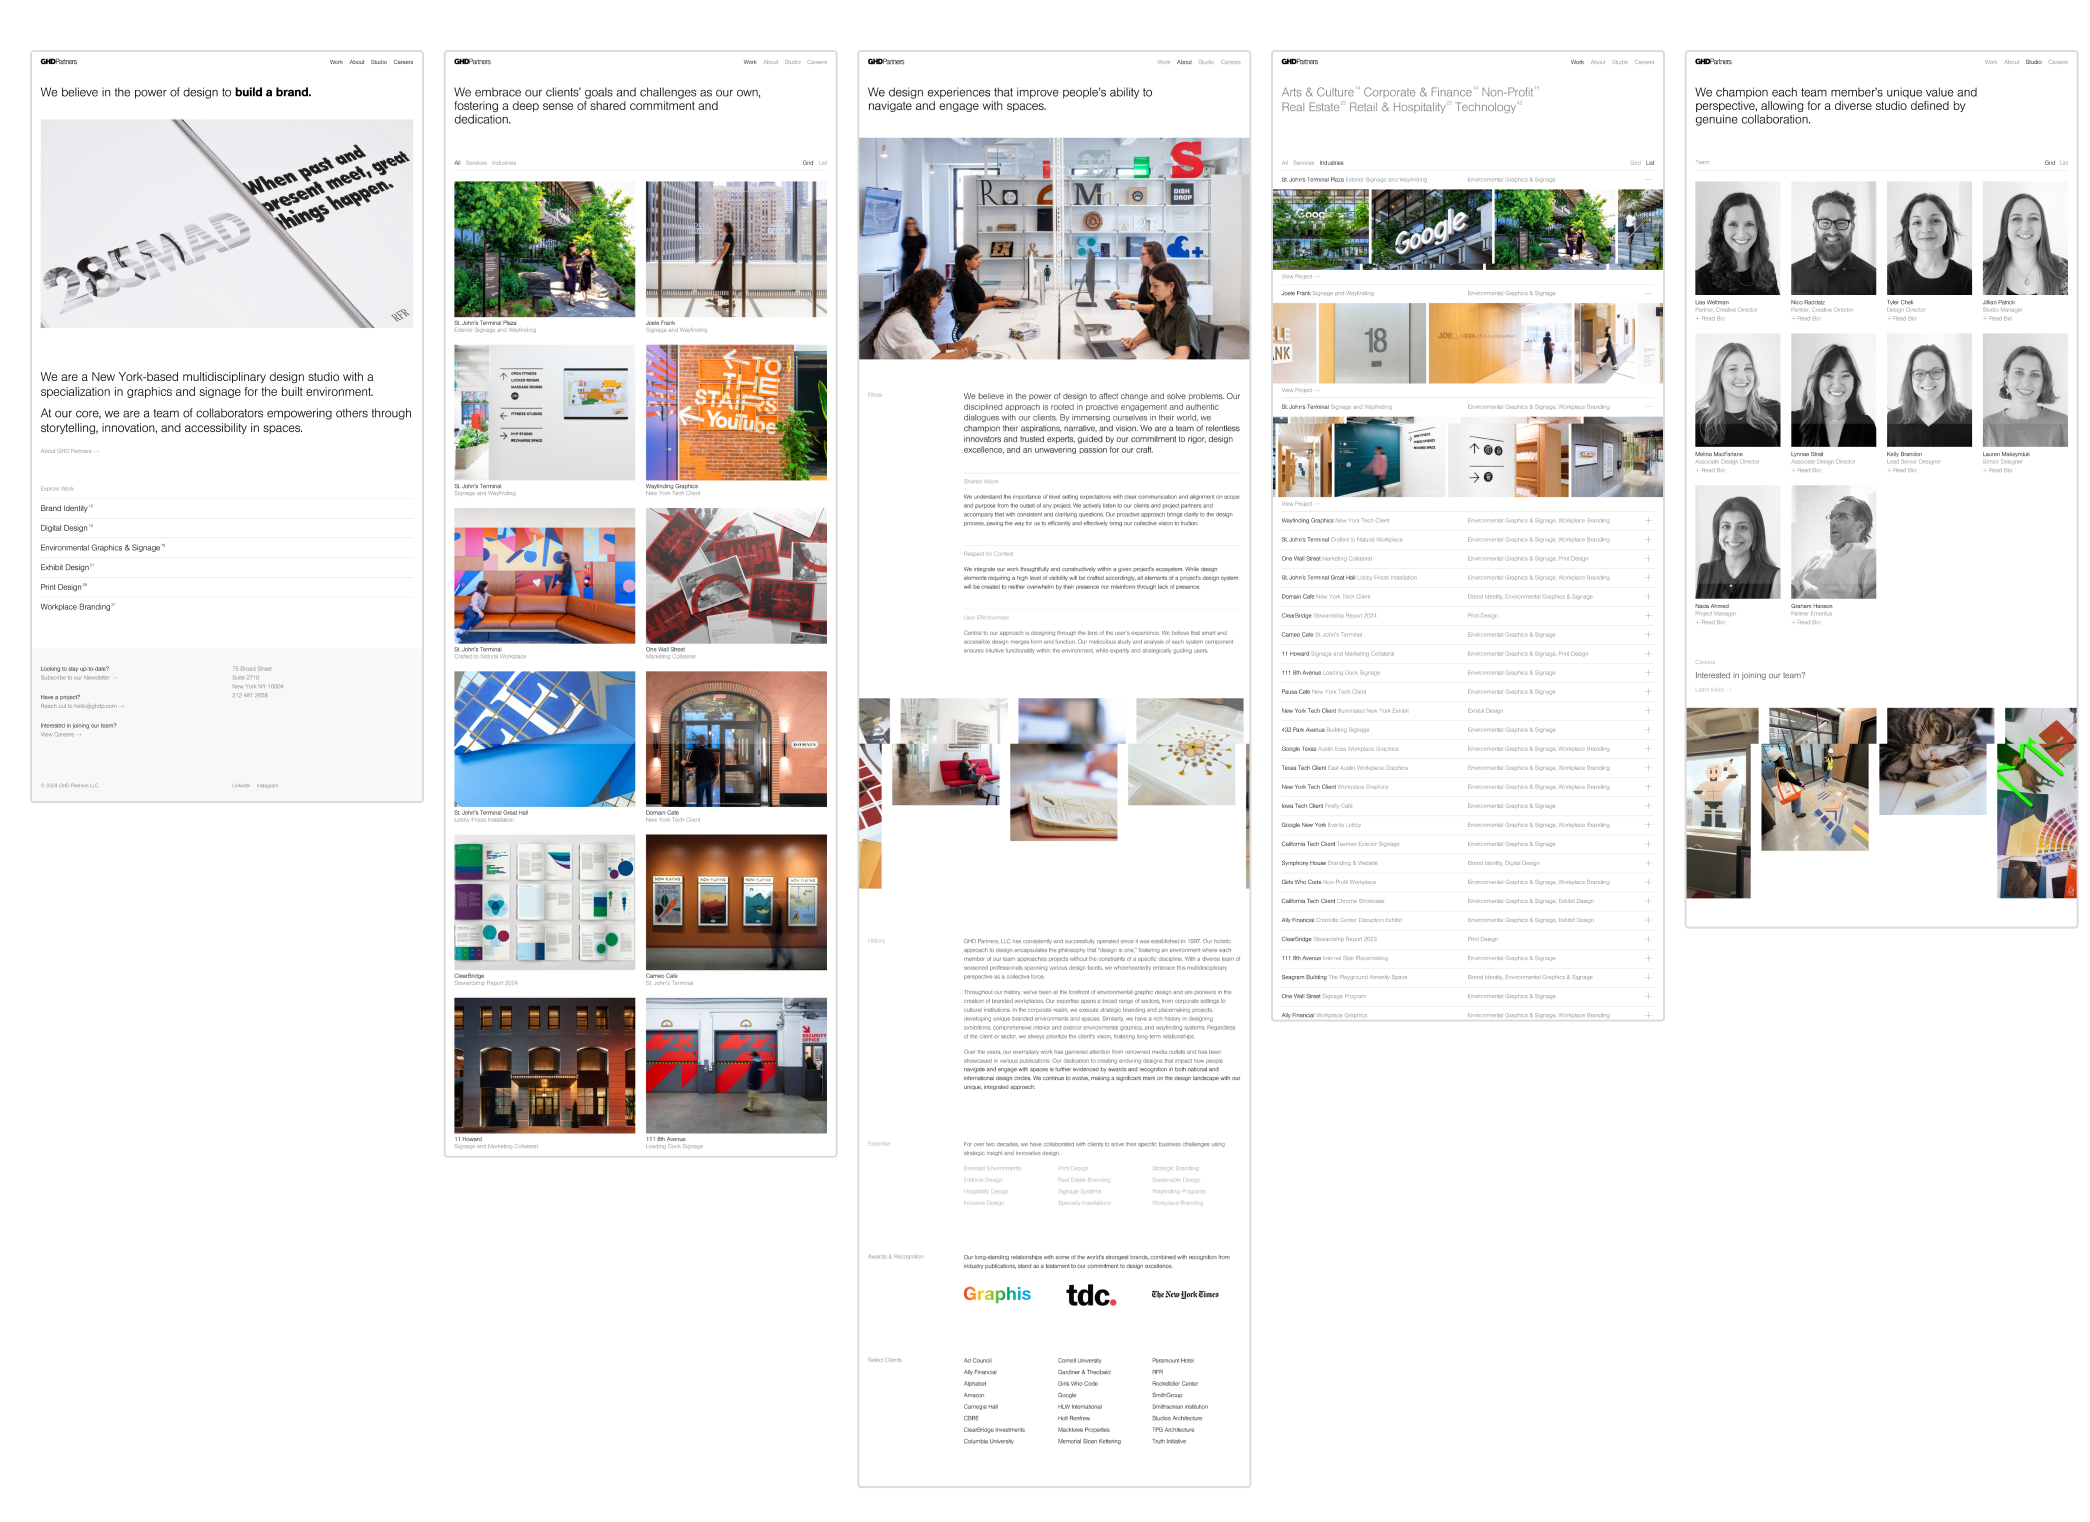 GHDPartners
Work About Studio Careers
We believe in the power of design to build a brand.
When past and
present meet, great
things happen.
285MAD
RFR
We are a New York-based multidisciplinary design studio with a
specialization in graphics and signage for the built environment.
At our core, we are a team of collaborators empowering others through
storytelling, innovation, and accessibility in spaces.
About GHD Partners →
Explore Work
Brand Identity
Digital Design
Environmental Graphics & Signage
Exhibit Design
Print Design
Workplace Branding
Looking to stay up-to-date?
Subscribe to our Newsletter →
Have a project?
Reach out to hello@ghdp.com →
Interested in joining our team?
View Careers →
75 Broad Street
Suite 2710
New York NY 10004
212 481 2858
© 2024 GHD Partners LLC
LinkedIn Instagram
GHDPartners
Work About Studio Careers
We embrace our clients' goals and challenges as our own,
fostering a deep sense of shared commitment and
dedication.
All Services Industries
Grid List
St. John's Terminal Plaza
Exterior Signage and Wayfinding
Joele Frank
Signage and Wayfinding
OPEN FITNESS
LOCKER ROOMS
MASSAGE ROOMS
FITNESS STUDIOS
RECHARGE SPACE
TO
THE
STAIRS
YouTube
St. John's Terminal
Signage and Wayfinding
Wayfinding Graphics
New York Tech Client
St. John's Terminal
Crafted to Natural Workplace
One Wall Street
Marketing Collateral
DOMAIN
St. John's Terminal Great Hall
Lobby Frieze Installation
Domain Cafe
New York Tech Client
NOW PLAYING
NOW PLAYING
NOW PLAYING
NOW PLAYING
ClearBridge
Stewardship Report 2024
Cameo Cafe
St. John's Terminal
SECURITY
OFFICE
11 Howard
Signage and Marketing Collateral
111 8th Avenue
Loading Dock Signage
GHDPartners
Work About Studio Careers
We design experiences that improve people's ability to
navigate and engage with spaces.
S
DISH
DROP
Ethos
We believe in the power of design to affect change and solve problems. Our
disciplined approach is rooted in proactive engagement and authentic
dialogues with our clients. By immersing ourselves in their world, we
champion their aspirations, narrative, and vision. We are a team of relentless
innovators and trusted experts, guided by our commitment to rigor, design
excellence, and an unwavering passion for our craft.
Shared Vision
We understand the importance of level setting expectations with clear communication and alignment on scope
and purpose from the outset of any project. We actively listen to our clients and project partners and
accompany that with consistent and clarifying questions. Our proactive approach brings clarity to the design
process, paving the way for us to efficiently and effectively bring our collective vision to fruition.
Respect for Context
We integrate our work thoughtfully and constructively within a given project's ecosystem. While design
elements requiring a high level of visibility will be crafted accordingly, all elements of a project's design system
will be created to neither overwhelm by their presence nor misinform through lack of presence.
User Effectiveness
Central to our approach is designing through the lens of the user's experience. We believe that smart and
accessible design merges form and function. Our meticulous study and analysis of each system component
ensures intuitive functionality within the environment, while expertly and strategically guiding users.
History
GHD Partners, LLC has consistently and successfully operated since it was established in 1997. Our holistic
approach to design encapsulates the philosophy that "design is one," fostering an environment where each
member of our team approaches projects without the constraints of a specific discipline. With a diverse team of
seasoned professionals spanning various design facets, we wholeheartedly embrace this multidisciplinary
perspective as a collective force.
Throughout our history, we've been at the forefront of environmental graphic design and are pioneers in the
creation of branded workplaces. Our expertise spans a broad range of sectors, from corporate settings to
cultural institutions. In the corporate realm, we execute strategic branding and placemaking projects,
developing unique branded environments and spaces. Similarly, we have a rich history in designing
exhibitions, comprehensive interior and exterior environmental graphics, and wayfinding systems. Regardless
of the client or sector, we always prioritize the client's vision, fostering long-term relationships.
Over the years, our exemplary work has garnered attention from renowned media outlets and has been
showcased in various publications. Our dedication to creating enduring designs that impact how people
navigate and engage with spaces is further evidenced by awards and recognition in both national and
international design circles. We continue to evolve, making a significant mark on the design landscape with our
unique, integrated approach.
Expertise
For over two decades, we have collaborated with clients to solve their specific business challenges using
strategic insight and innovative design.
Branded Environments Print Design Strategic Branding
Editorial Design Real Estate Branding Sustainable Design
Hospitality Design Signage Systems Wayfinding Programs
Inclusive Design Specialty Installations Workplace Branding
Awards & Recognition
Our long-standing relationships with some of the world's strongest brands, combined with recognition from
industry publications, stand as a testament to our commitment to design excellence.
Graphis tdc. The New York Times
Select Clients
Ad Council Cornell University Paramount Hotel
Ally Financial Gardiner & Theobald RFR
Alphabet Girls Who Code Rockefeller Center
Amazon Google SmithGroup
Carnegie Hall HLW International Smithsonian institution
CBRE Holt Renfrew Studios Architecture
ClearBridge Investments Macklowe Properties TPG Architecture
Columbia University Memorial Sloan Kettering Truth Initiative
GHDPartners
Work About Studio Careers
Arts & Culture 14 Corporate & Finance 14 Non-Profit 15
Real Estate 22 Retail & Hospitality 22 Technology 42
All Services Industries
Grid List
St. John's Terminal Plaza Exterior Signage and Wayfinding Environmental Graphics & Signage —
Google
View Project →
Joele Frank Signage and Wayfinding Environmental Graphics & Signage —
18
View Project →
St. John's Terminal Signage and Wayfinding Environmental Graphics & Signage, Workplace Branding —
View Project →
Wayfinding Graphics New York Tech Client Environmental Graphics & Signage, Workplace Branding +
St. John's Terminal Crafted to Natural Workplace Environmental Graphics & Signage, Workplace Branding +
One Wall Street Marketing Collateral Environmental Graphics & Signage, Print Design +
St. John's Terminal Great Hall Lobby Frieze Installation Environmental Graphics & Signage +
Domain Cafe New York Tech Client Brand Identity, Environmental Graphics & Signage +
ClearBridge Stewardship Report 2024 Print Design +
Cameo Cafe St. John's Terminal Environmental Graphics & Signage +
11 Howard Signage and Marketing Collateral Environmental Graphics & Signage, Print Design +
111 8th Avenue Loading Dock Signage Environmental Graphics & Signage +
Pausa Cafe New York Tech Client Environmental Graphics & Signage +
New York Tech Client Illuminated New York Exhibit Exhibit Design +
432 Park Avenue Building Signage Environmental Graphics & Signage +
Google Texas Austin Eras Workplace Graphics Environmental Graphics & Signage, Workplace Branding +
Texas Tech Client East Austin Workplace Graphics Environmental Graphics & Signage, Workplace Branding +
New York Tech Client Workplace Graphics Environmental Graphics & Signage, Workplace Branding +
Iowa Tech Client Firefly Café Environmental Graphics & Signage +
Google New York Events Lobby Environmental Graphics & Signage, Workplace Branding +
California Tech Client Tasman Exterior Signage Environmental Graphics & Signage +
Symphony House Branding & Website Brand Identity, Digital Design +
Girls Who Code Non-Profit Workplace Environmental Graphics & Signage, Workplace Branding +
California Tech Client Chrome Showcase Environmental Graphics & Signage, Exhibit Design +
Ally Financial Charlotte Center Disruption Exhibit Environmental Graphics & Signage, Exhibit Design +
ClearBridge Stewardship Report 2023 Print Design +
111 8th Avenue Internal Stair Placemaking Environmental Graphics & Signage +
Seagram Building The Playground Amenity Space Brand Identity, Environmental Graphics & Signage +
One Wall Street Signage Program Environmental Graphics & Signage +
Ally Financial Workplace Graphics Environmental Graphics & Signage, Workplace Branding +
GHDPartners
Work About Studio Careers
We champion each team member's unique value and
perspective, allowing for a diverse studio defined by
genuine collaboration.
Team
Grid List
Lisa Weltman
Partner, Creative Director
+ Read Bio
Nico Raddatz
Partner, Creative Director
+ Read Bio
Tyler Cheli
Design Director
+ Read Bio
Jillian Patrick
Studio Manager
+ Read Bio
Melina MacFarlane
Associate Design Director
+ Read Bio
Lynnae Strait
Associate Design Director
+ Read Bio
Kelly Brandon
Lead Senior Designer
+ Read Bio
Lauren Makeymiuk
Senior Designer
+ Read Bio
Nada Ahmed
Project Manager
+ Read Bio
Graham Hanson
Partner Emeritus
+ Read Bio
Careers
Interested in joining our team?
Learn More →